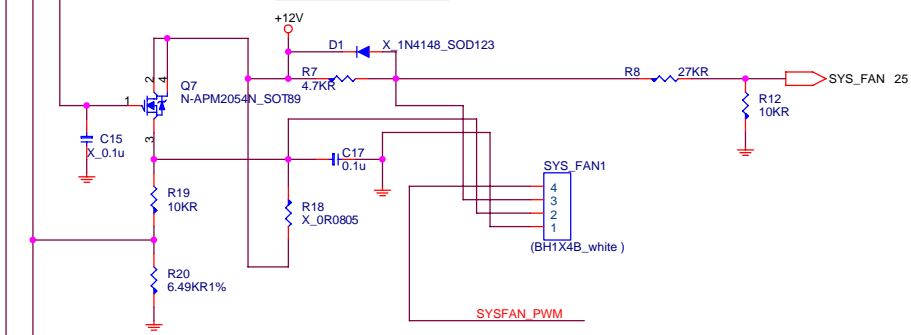 +12V
D1
X_1N4148_SOD123
R7
4.7KR
R8
27KR
SYS_FAN 25
2
4
Q7
N-APM2054N_SOT89
1
3
R12
10KR
C15
X_0.1u
C17
0.1u
SYS_FAN1
4
3
2
1
(BH1X4B_white )
R19
10KR
R18
X_0R0805
R20
6.49KR1%
SYSFAN_PWM